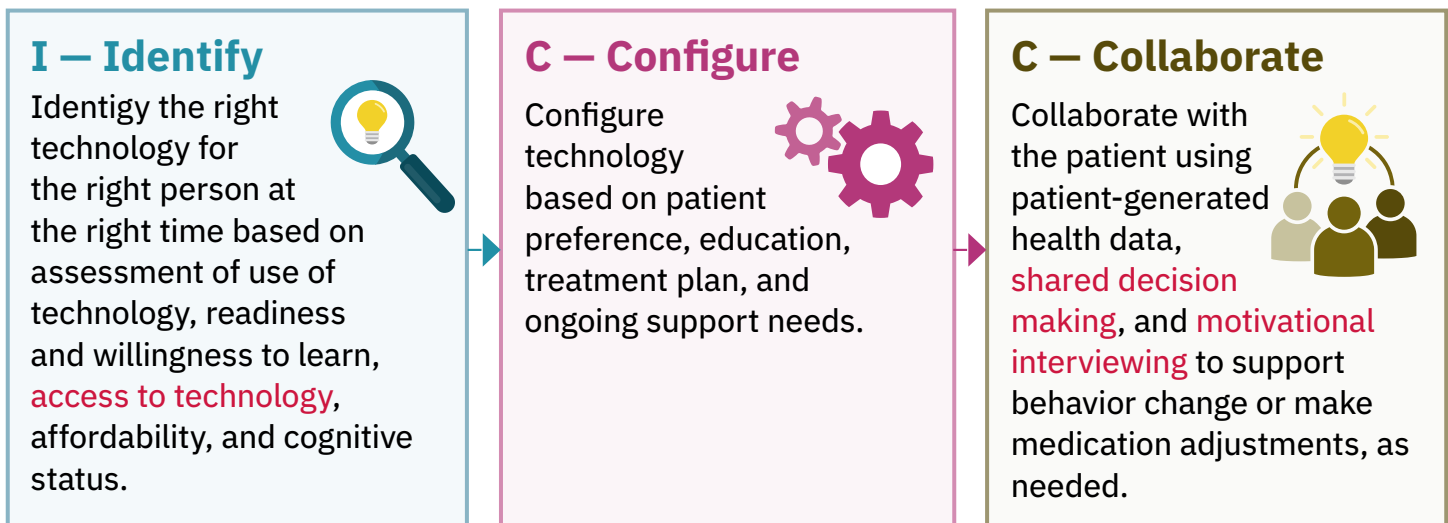 I — Identify
Identigy the right
technology for
the right person at
the right time based on
assessment of use of
technology, readiness
and willingness to learn,
access to technology,
affordability, and cognitive
status.
C — Configure
Configure
technology
based on patient
preference, education,
treatment plan, and
ongoing support needs.
C — Collaborate
Collaborate with
the patient using
patient-generated
health data,
shared decision
making, and motivational
interviewing to support
behavior change or make
medication adjustments, as
needed.